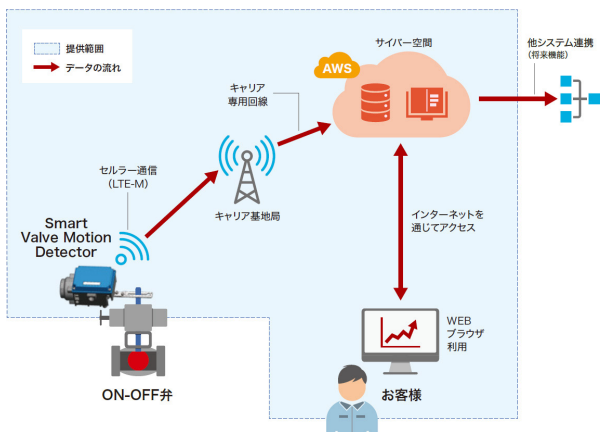 提供範囲
データの流れ
サイバー空間
AWS
他システム連携
（将来機能）
キャリア
専用回線
セルラー通信
（LTE-M）
キャリア基地局
Smart
Valve Motion
Detector
インターネットを
通じてアクセス
WEB
ブラウザ
利用
ON-OFF弁
お客様